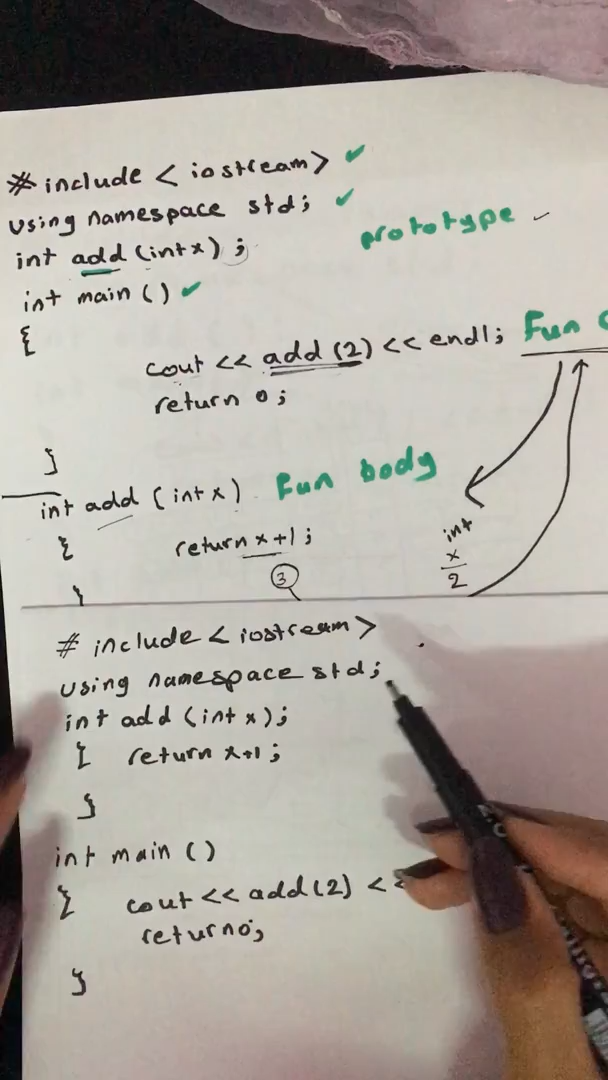 # include < iostream> ✓
using namespace std; ✓
int add (int x) ; prototype ✓
int main () ✓
{
cout << add (2) << endl; Fun
return 0;
}
int add (int x) Fun body
{ return x+1 ;
}
int
x
2
3
# include < iostream>
using namespace std;
int add (int x);
{ return x+1 ;
}
int main ()
{ cout << add (2) <<
return 0;
}